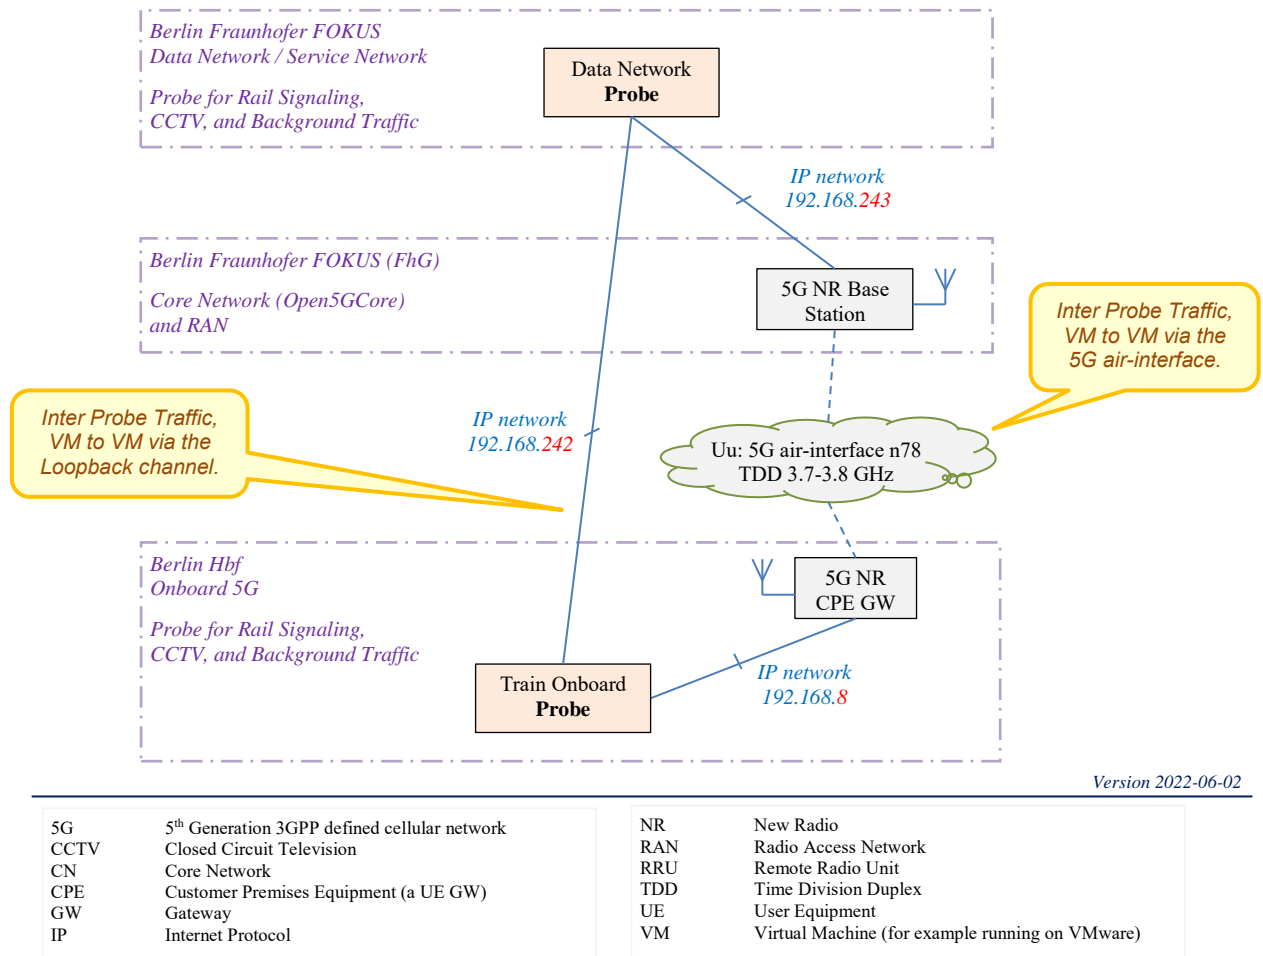 Berlin Fraunhofer FOKUS
Data Network / Service Network
Probe for Rail Signaling,
CCTV, and Background Traffic
Data Network
Probe
IP network
192.168.243
Berlin Fraunhofer FOKUS (FhG)
Core Network (Open5GCore)
and RAN
5G NR Base
Station
Inter Probe Traffic,
VM to VM via the
5G air-interface.
Inter Probe Traffic,
VM to VM via the
Loopback channel.
IP network
192.168.242
Uu: 5G air-interface n78
TDD 3.7-3.8 GHz
Berlin Hbf
Onboard 5G
Probe for Rail Signaling,
CCTV, and Background Traffic
5G NR
CPE GW
Train Onboard
Probe
IP network
192.168.8
Version 2022-06-02
5G 5th Generation 3GPP defined cellular network
CCTV Closed Circuit Television
CN Core Network
CPE Customer Premises Equipment (a UE GW)
GW Gateway
IP Internet Protocol
NR New Radio
RAN Radio Access Network
RRU Remote Radio Unit
TDD Time Division Duplex
UE User Equipment
VM Virtual Machine (for example running on VMware)